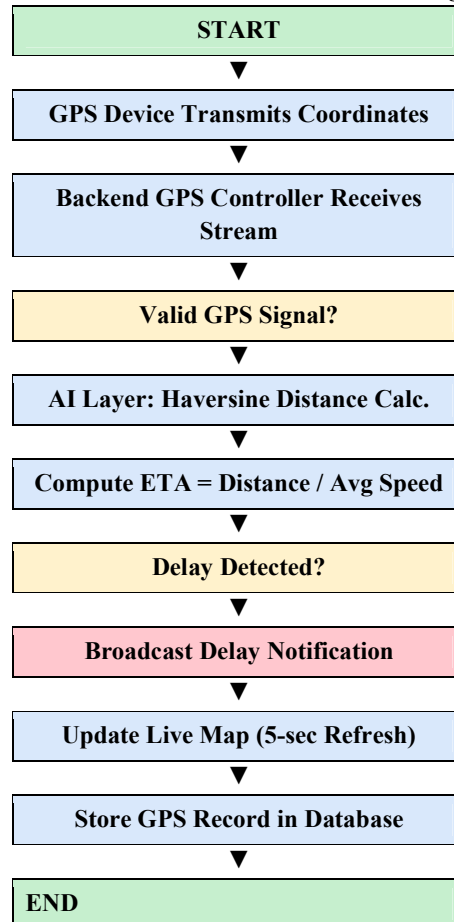 START
GPS Device Transmits Coordinates
Backend GPS Controller Receives
Stream
Valid GPS Signal?
AI Layer: Haversine Distance Calc.
Compute ETA = Distance / Avg Speed
Delay Detected?
Broadcast Delay Notification
Update Live Map (5-sec Refresh)
Store GPS Record in Database
END